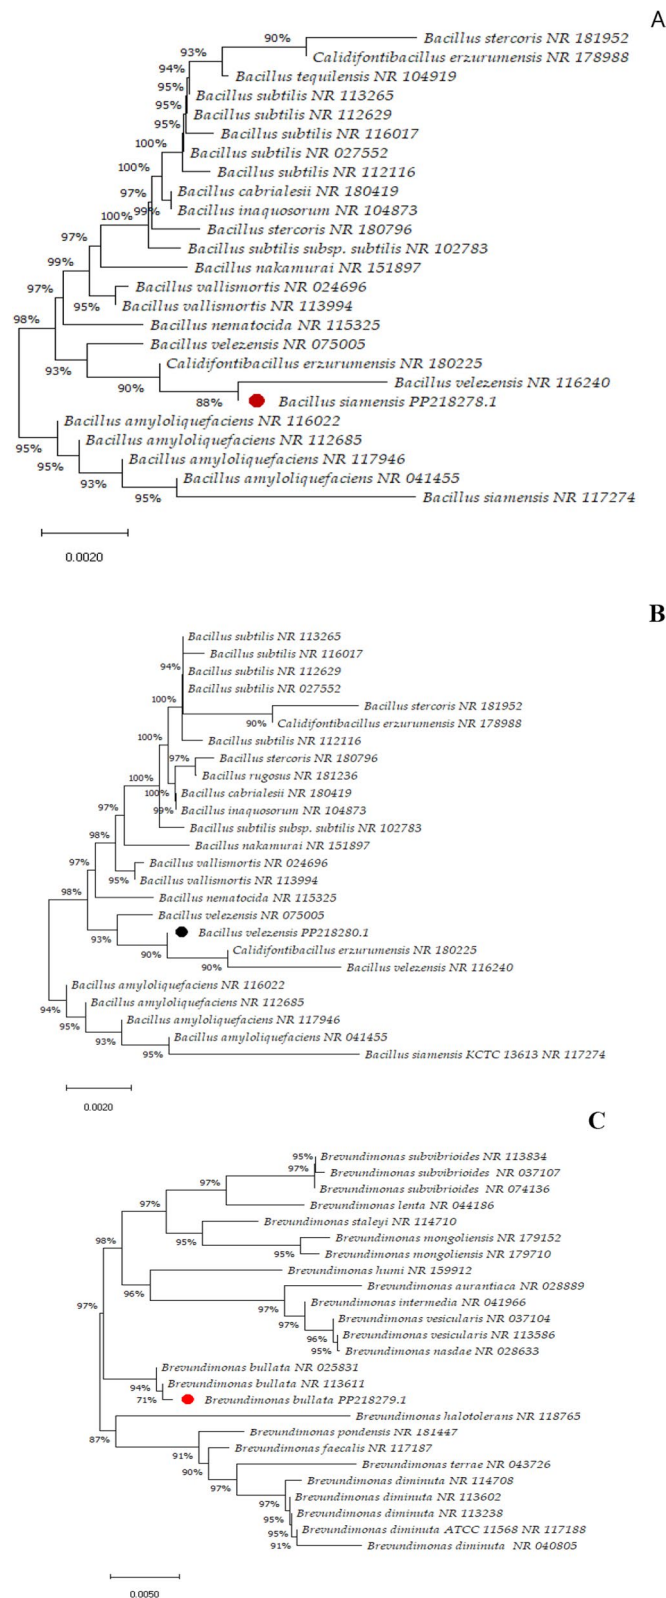 A
90%
Bacillus stercoris NR 181952
93%
Calidifontibacillus erzurumensis NR 178988
94%
Bacillus tequilensis NR 104919
95%
Bacillus subtilis NR 113265
95%
Bacillus subtilis NR 112629
95%
Bacillus subtilis NR 116017
100%
Bacillus subtilis NR 027552
100%
Bacillus subtilis NR 112116
97%
Bacillus cabrialesii NR 180419
99%
Bacillus inaquosorum NR 104873
100%
Bacillus stercoris NR 180796
97%
Bacillus subtilis subsp. subtilis NR 102783
99%
Bacillus nakamurai NR 151897
97%
Bacillus vallismortis NR 024696
95%
Bacillus vallismortis NR 113994
98%
Bacillus nematocida NR 115325
Bacillus velezensis NR 075005
93%
Calidifontibacillus erzurumensis NR 180225
90%
Bacillus velezensis NR 116240
88%
Bacillus siamensis PP218278.1
Bacillus amyloliquefaciens NR 116022
95%
Bacillus amyloliquefaciens NR 112685
95%
Bacillus amyloliquefaciens NR 117946
93%
Bacillus amyloliquefaciens NR 041455
95%
Bacillus siamensis NR 117274
0.0020
B
Bacillus subtilis NR 113265
Bacillus subtilis NR 116017
94%
Bacillus subtilis NR 112629
Bacillus subtilis NR 027552
100%
Bacillus stercoris NR 181952
90%
Calidifontibacillus erzurumensis NR 178988
100%
Bacillus subtilis NR 112116
97%
Bacillus stercoris NR 180796
100%
Bacillus rugosus NR 181236
100%
Bacillus cabrialesii NR 180419
97%
99%
Bacillus inaquosorum NR 104873
Bacillus subtilis subsp. subtilis NR 102783
98%
Bacillus nakamurai NR 151897
97%
Bacillus vallismortis NR 024696
95%
Bacillus vallismortis NR 113994
98%
Bacillus nematocida NR 115325
Bacillus velezensis NR 075005
93%
Bacillus velezensis PP218280.1
90%
Calidifontibacillus erzurumensis NR 180225
90%
Bacillus velezensis NR 116240
Bacillus amyloliquefaciens NR 116022
94%
Bacillus amyloliquefaciens NR 112685
95%
Bacillus amyloliquefaciens NR 117946
93%
Bacillus amyloliquefaciens NR 041455
95%
Bacillus siamensis KCTC 13613 NR 117274
0.0020
C
95%
Brevundimonas subvibrioides NR 113834
97%
Brevundimonas subvibrioides NR 037107
97%
Brevundimonas subvibrioides NR 074136
97%
Brevundimonas lenta NR 044186
Brevundimonas staleyi NR 114710
95%
Brevundimonas mongoliensis NR 179152
98%
95%
Brevundimonas mongoliensis NR 179710
Brevundimonas humi NR 159912
96%
Brevundimonas aurantiaca NR 028889
97%
Brevundimonas intermedia NR 041966
97%
97%
Brevundimonas vesicularis NR 037104
96%
Brevundimonas vesicularis NR 113586
95%
Brevundimonas nasdae NR 028633
Brevundimonas bullata NR 025831
94%
Brevundimonas bullata NR 113611
71%
Brevundimonas bullata PP218279.1
Brevundimonas halotolerans NR 118765
87%
Brevundimonas pondensis NR 181447
91%
Brevundimonas faecalis NR 117187
90%
Brevundimonas terrae NR 043726
97%
Brevundimonas diminuta NR 114708
97%
Brevundimonas diminuta NR 113602
95%
Brevundimonas diminuta NR 113238
95%
Brevundimonas diminuta ATCC 11568 NR 117188
91%
Brevundimonas diminuta NR 040805
0.0050